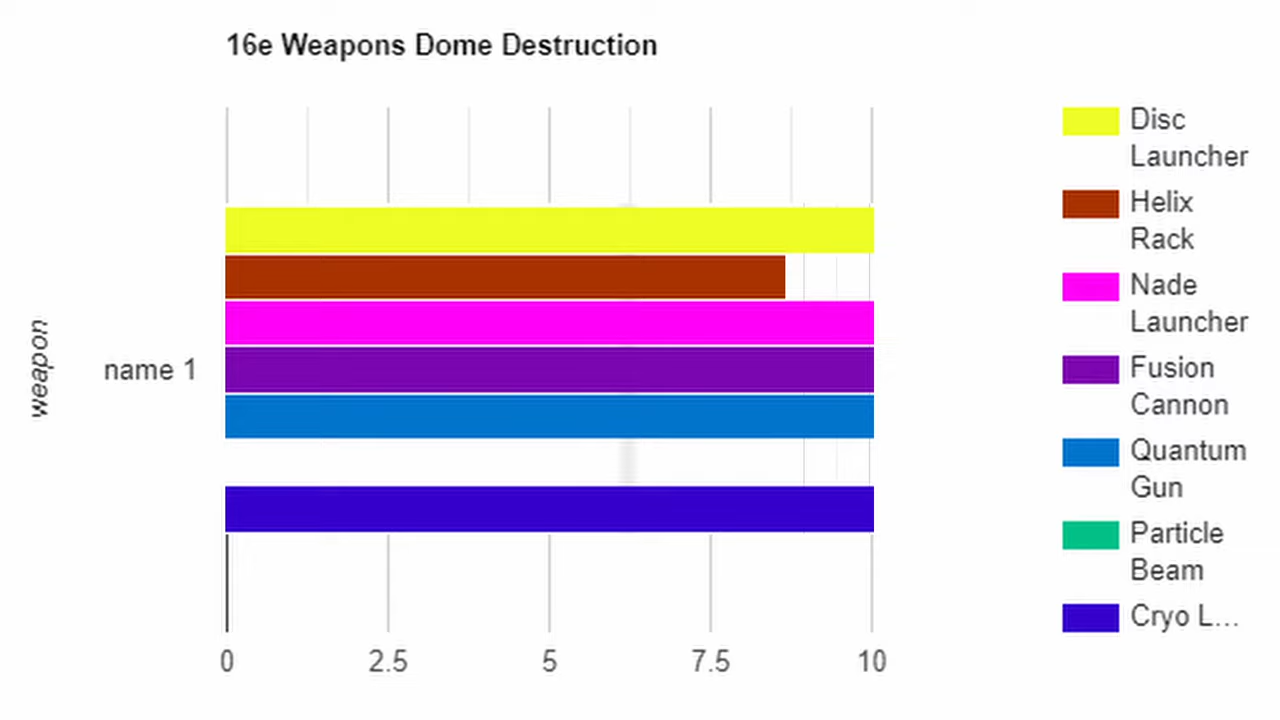 16e Weapons Dome Destruction
weapon
name 1
0 2.5 5 7.5 10
Disc
Launcher
Helix
Rack
Nade
Launcher
Fusion
Cannon
Quantum
Gun
Particle
Beam
Cryo L...